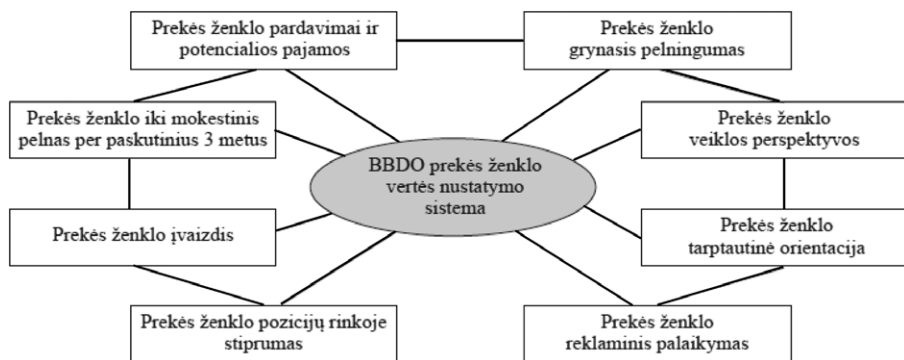 Prekės ženklo pardavimai ir
potencialios pajamos
Prekės ženklo
grynasis pelningumas
Prekės ženklo iki mokestinis
pelnas per paskutinius 3 metus
Prekės ženklo
veiklos perspektyvos
BBDO prekės ženklo
vertės nustatymo
sistema
Prekės ženklo įvaizdis
Prekės ženklo
tarptautinė orientacija
Prekės ženklo pozicijų rinkoje
stiprumas
Prekės ženklo
reklaminis palaikymas